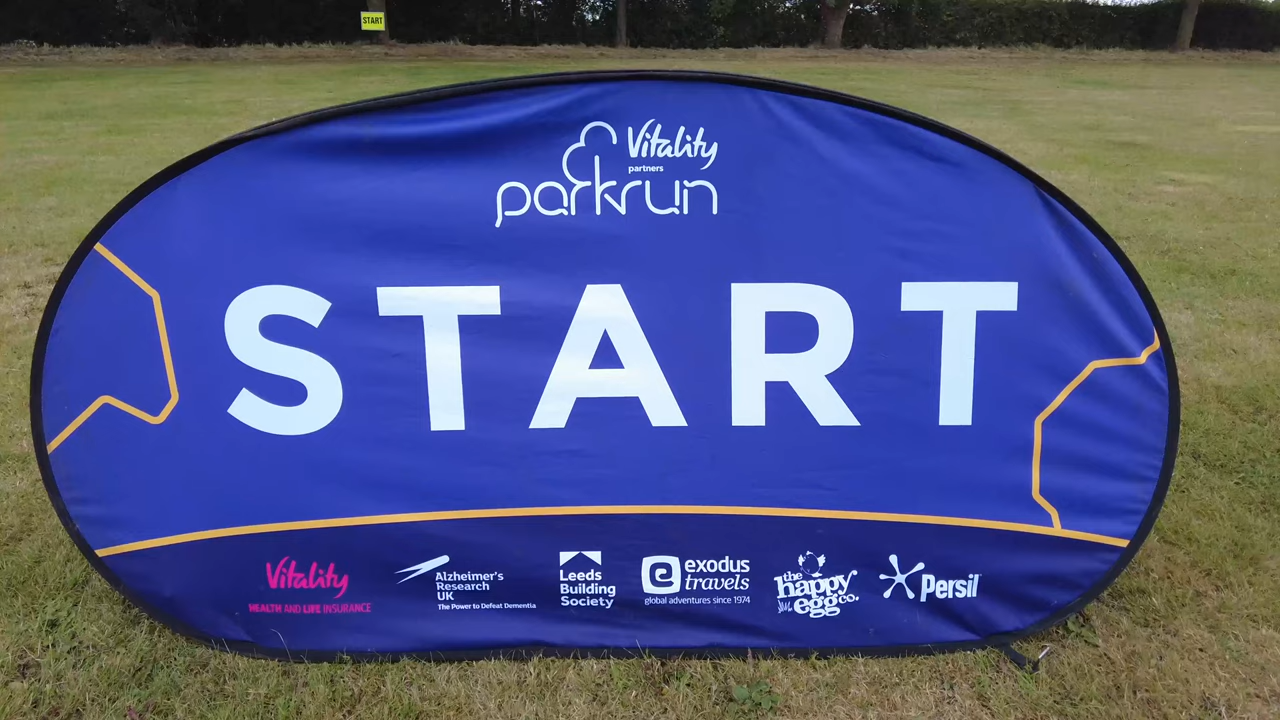 START
Vitality
partners
parkrun
START
Vitality
HEALTH AND LIFE INSURANCE
Alzheimer's
Research
UK
The Power to Defeat Dementia
Leeds
Building
Society
exodus
travels
global adventures since 1974
the
happy
egg co.
Persil